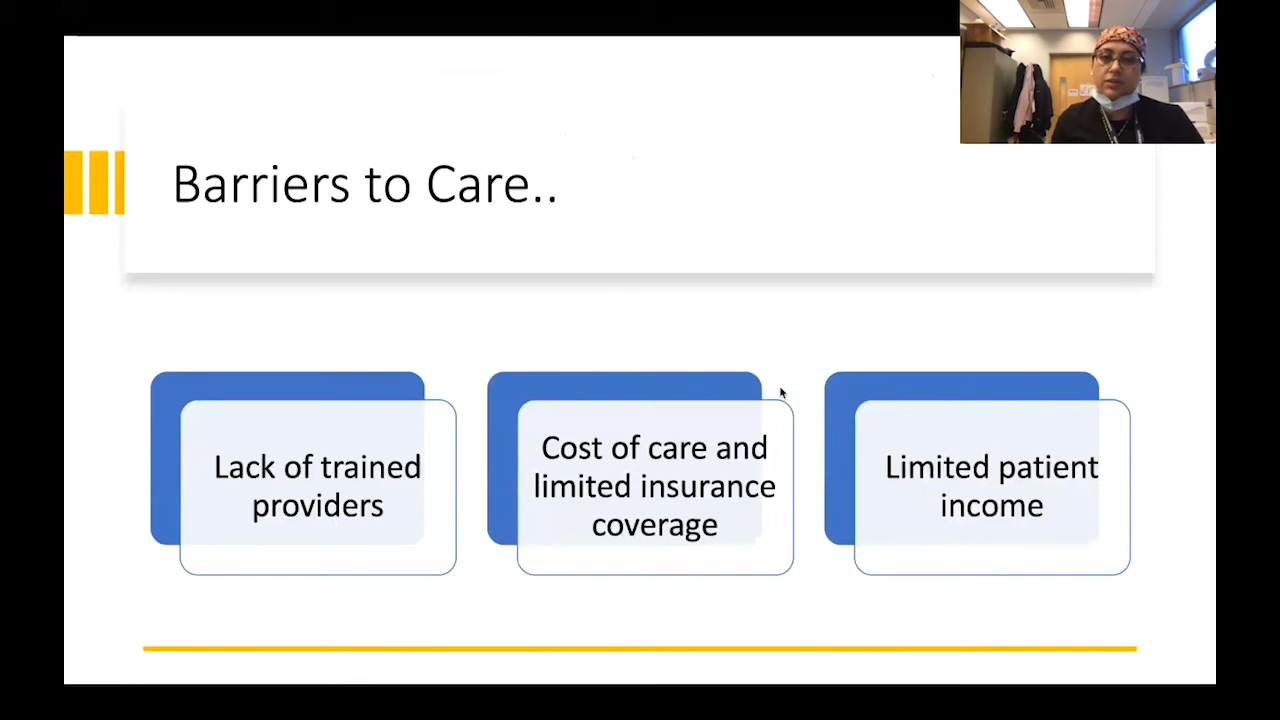 Barriers to Care..
Lack of trained
providers
Cost of care and
limited insurance
coverage
Limited patient
income